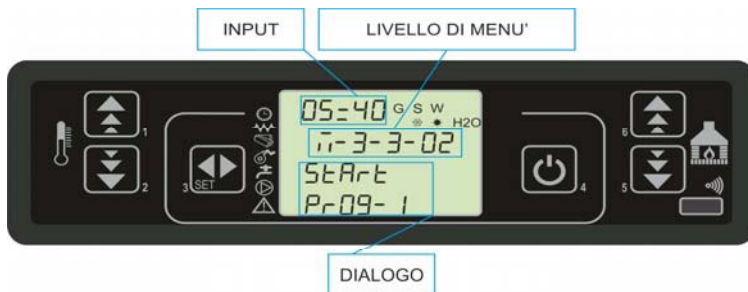 INPUT
LIVELLO DI MENU'
05:40 G S W
H2O
m-3-3-02
StArt
Pr09-1
1
2
3 SET
4
6
5
DIALOGO